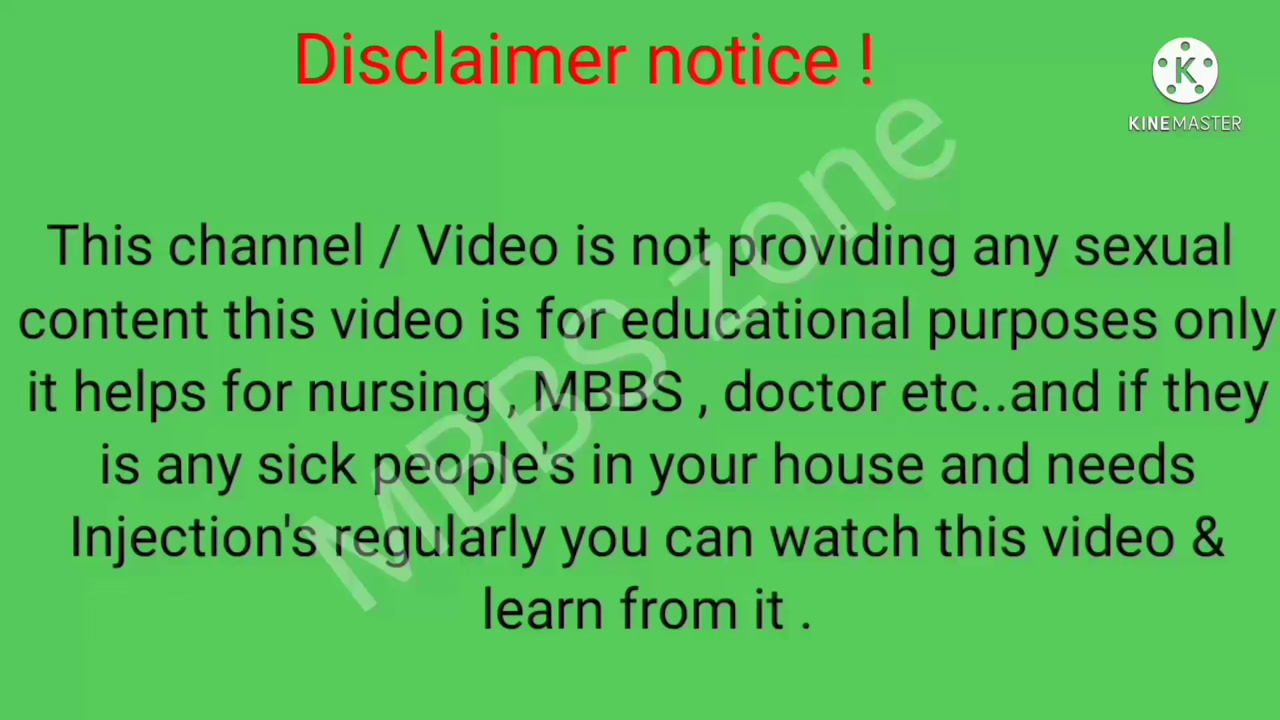 Disclaimer notice !
K
KINEMASTER
This channel / Video is not providing any sexual
content this video is for educational purposes only
it helps for nursing , MBBS , doctor etc..and if they
is any sick people's in your house and needs
Injection's regularly you can watch this video &
learn from it .
MBBS zone